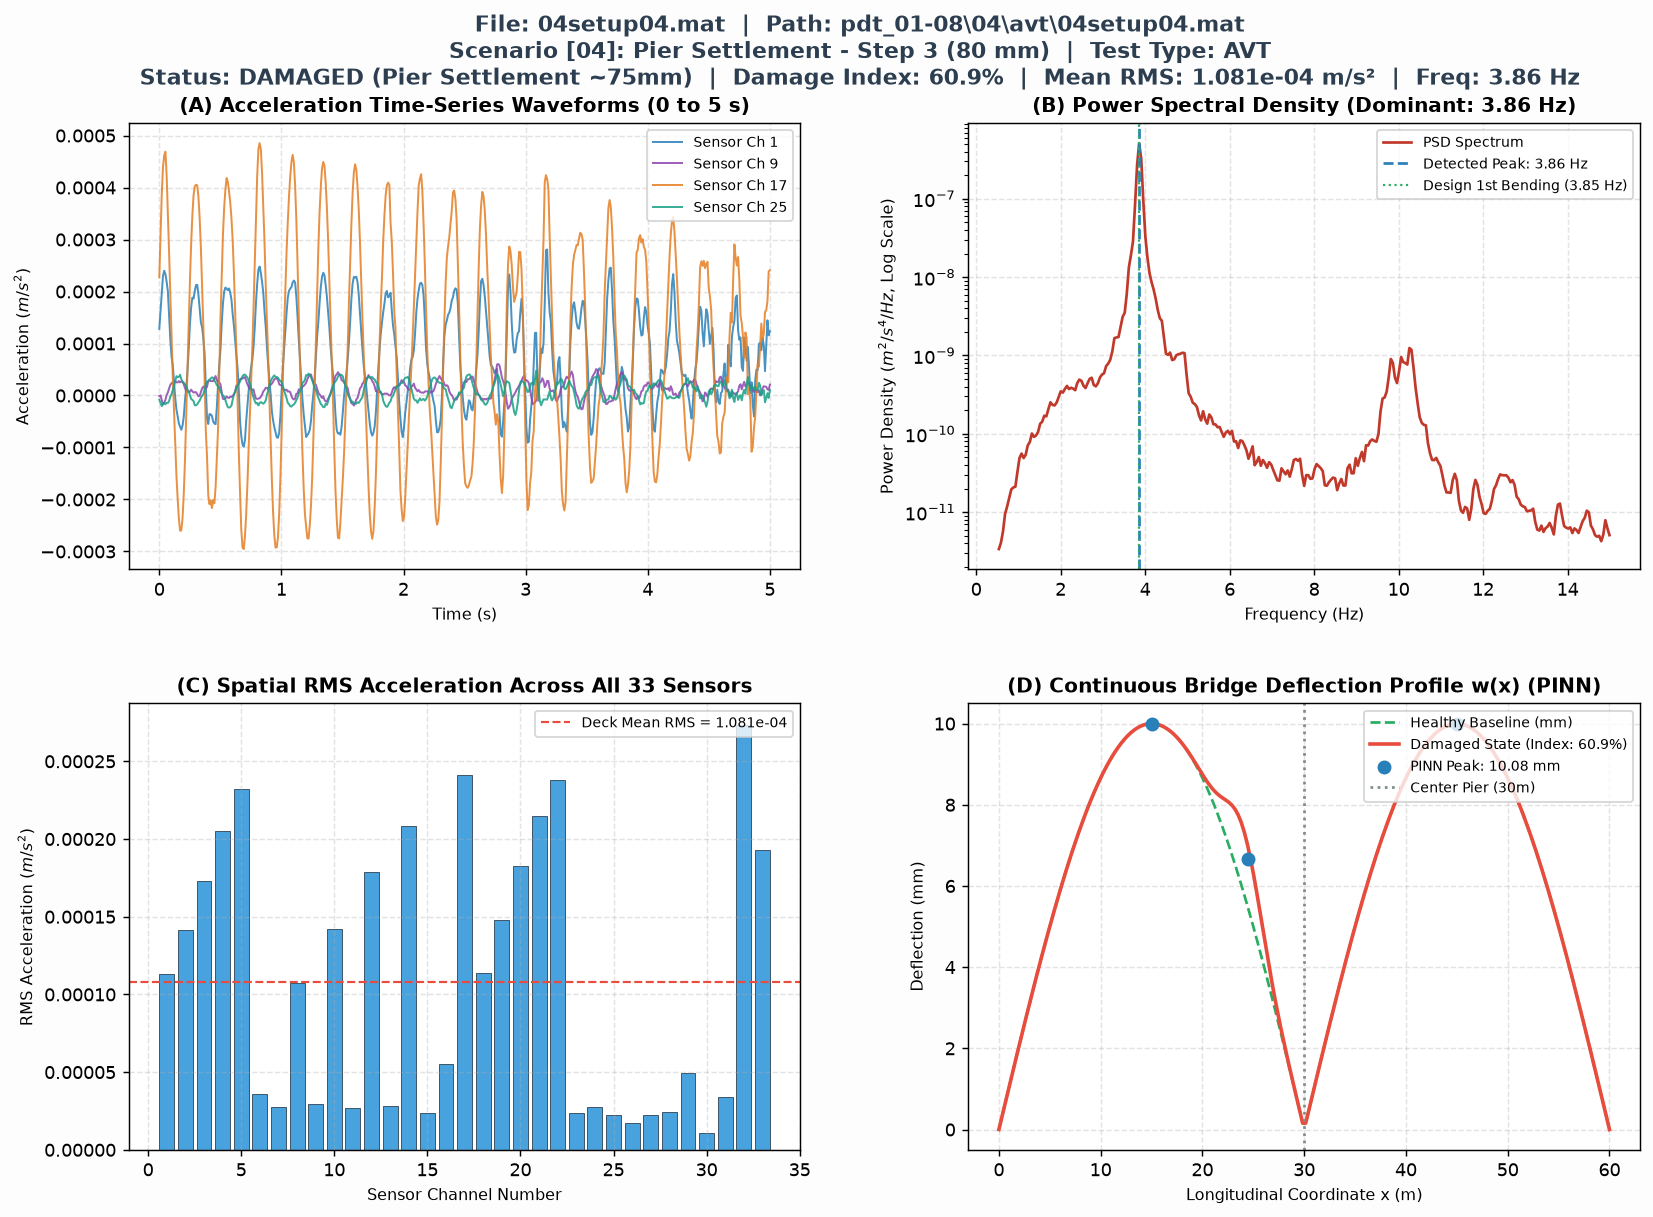 File: 04setup04.mat  |  Path: pdt_01-08\04\avt\04setup04.mat
Scenario [04]: Pier Settlement - Step 3 (80 mm)  |  Test Type: AVT
Status: DAMAGED (Pier Settlement ~75mm)  |  Damage Index: 60.9%  |  Mean RMS: 1.081e-04 m/s²  |  Freq: 3.86 Hz
(A) Acceleration Time-Series Waveforms (0 to 5 s)
Acceleration (m/s²)
0.0005
0.0004
0.0003
0.0002
0.0001
0.0000
−0.0001
−0.0002
−0.0003
Sensor Ch 1
Sensor Ch 9
Sensor Ch 17
Sensor Ch 25
0 1 2 3 4 5
Time (s)
(B) Power Spectral Density (Dominant: 3.86 Hz)
Power Density (m²/s⁴/Hz, Log Scale)
10⁻⁷
10⁻⁸
10⁻⁹
10⁻¹⁰
10⁻¹¹
PSD Spectrum
Detected Peak: 3.86 Hz
Design 1st Bending (3.85 Hz)
0 2 4 6 8 10 12 14
Frequency (Hz)
(C) Spatial RMS Acceleration Across All 33 Sensors
RMS Acceleration (m/s²)
0.00025
0.00020
0.00015
0.00010
0.00005
0.00000
Deck Mean RMS = 1.081e-04
0 5 10 15 20 25 30 35
Sensor Channel Number
(D) Continuous Bridge Deflection Profile w(x) (PINN)
Deflection (mm)
10
8
6
4
2
0
Healthy Baseline (mm)
Damaged State (Index: 60.9%)
PINN Peak: 10.08 mm
Center Pier (30m)
0 10 20 30 40 50 60
Longitudinal Coordinate x (m)